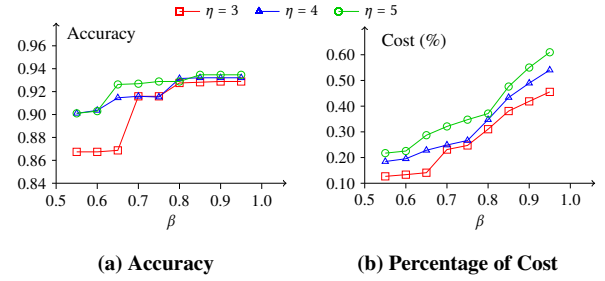 η = 3 η = 4 η = 5
Accuracy
0.96
0.94
0.92
0.90
0.88
0.86
0.84
0.5 0.6 0.7 0.8 0.9 1.0
β
(a) Accuracy
Cost (%)
0.60
0.50
0.40
0.30
0.20
0.10
0.5 0.6 0.7 0.8 0.9 1.0
β
(b) Percentage of Cost